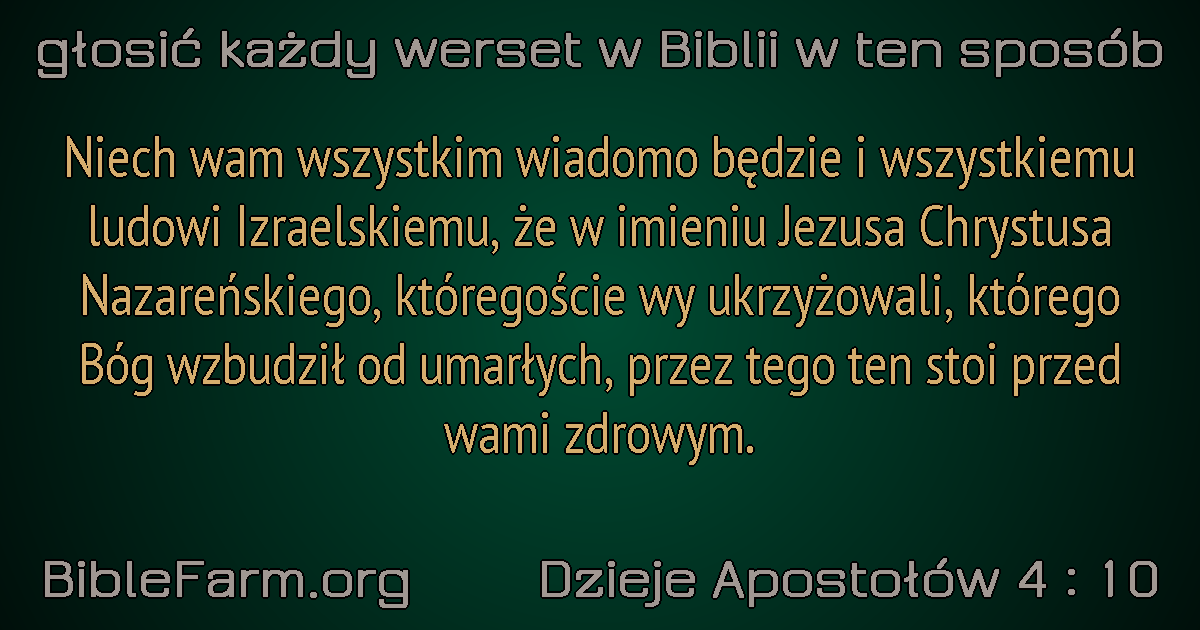 głosić każdy werset w Biblii w ten sposób
Niech wam wszystkim wiadomo będzie i wszystkiemu
ludowi Izraelskiemu, że w imieniu Jezusa Chrystusa
Nazareńskiego, któregoście wy ukrzyżowali, którego
Bóg wzbudził od umarłych, przez tego ten stoi przed
wami zdrowym.
BibleFarm.org Dzieje Apostołów 4 : 10